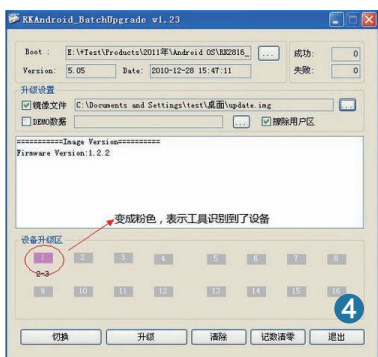 RKAndroid_BatchUpgrade v1.23
Boot : E:\+Test\Products\2011年\Android OS\RK2816_ ... 成功: 0
Version: 5.05 Date: 2010-12-28 15:47:11 失败: 0
升级设置
镜像文件 C:\Documents and Settings\test\桌面\update.img ...
DEMO数据 ... 擦除用户区
==========Image Version==========
Firmware Version:1.2.2
变成粉色，表示工具识别到了设备
设备升级区
1 2 3 4 5 6 7 8
2-3
9 10 11 12 13 14 15 16
4
切换 升级 清除 记数清零 退出